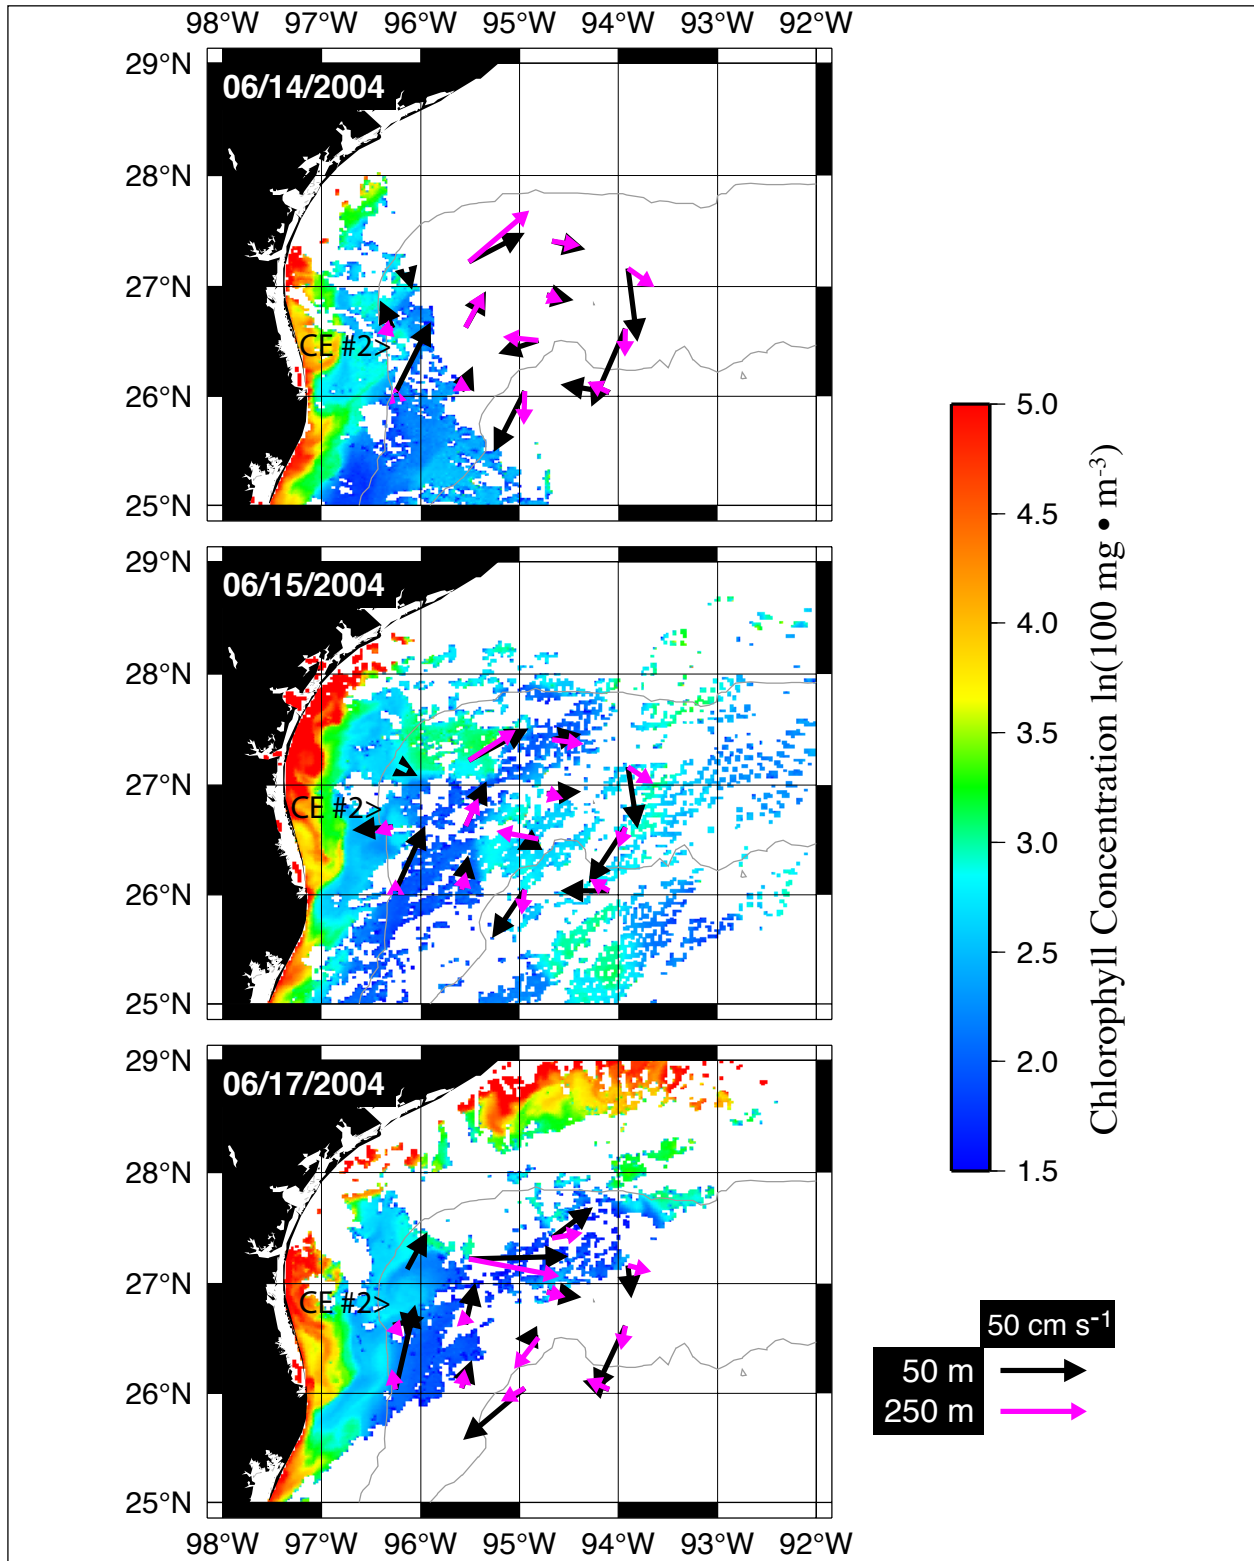 98°W 97°W 96°W 95°W 94°W 93°W 92°W
29°N
06/14/2004
28°N
27°N
CE #2>
26°N
25°N
29°N
06/15/2004
28°N
27°N
CE #2>
26°N
25°N
29°N
06/17/2004
28°N
27°N
CE #2>
26°N
25°N
98°W 97°W 96°W 95°W 94°W 93°W 92°W
5.0
4.5
4.0
3.5
3.0
2.5
2.0
1.5
Chlorophyll Concentration ln(100 mg • m⁻³)
50 cm s⁻¹
50 m
250 m